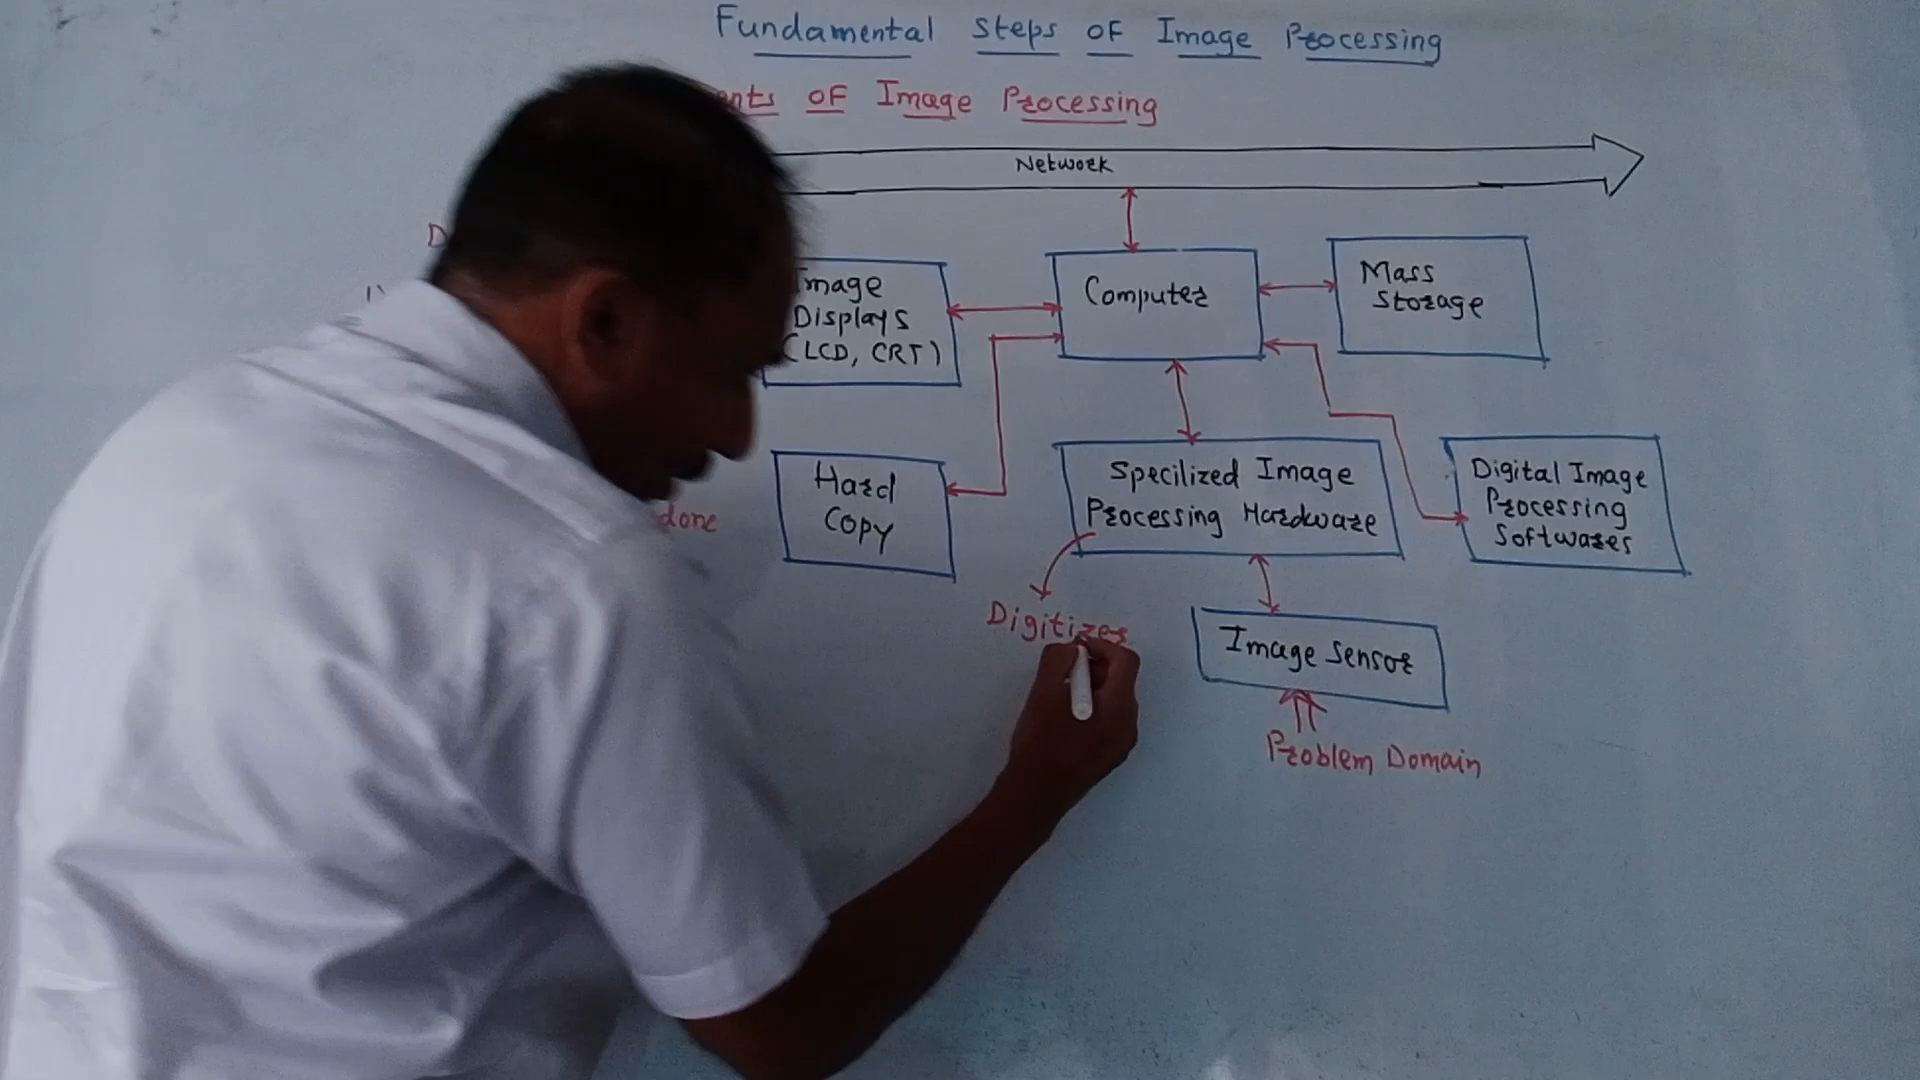 Fundamental Steps OF Image Processing
OF Image Processing
Network
Image
Displays
(LCD, CRT)
Computer
Mass
Storage
Hard
Copy
done
Specilized Image
Processing Hardware
Digital Image
Processing
Softwares
Digitizes
Image Sensor
Problem Domain